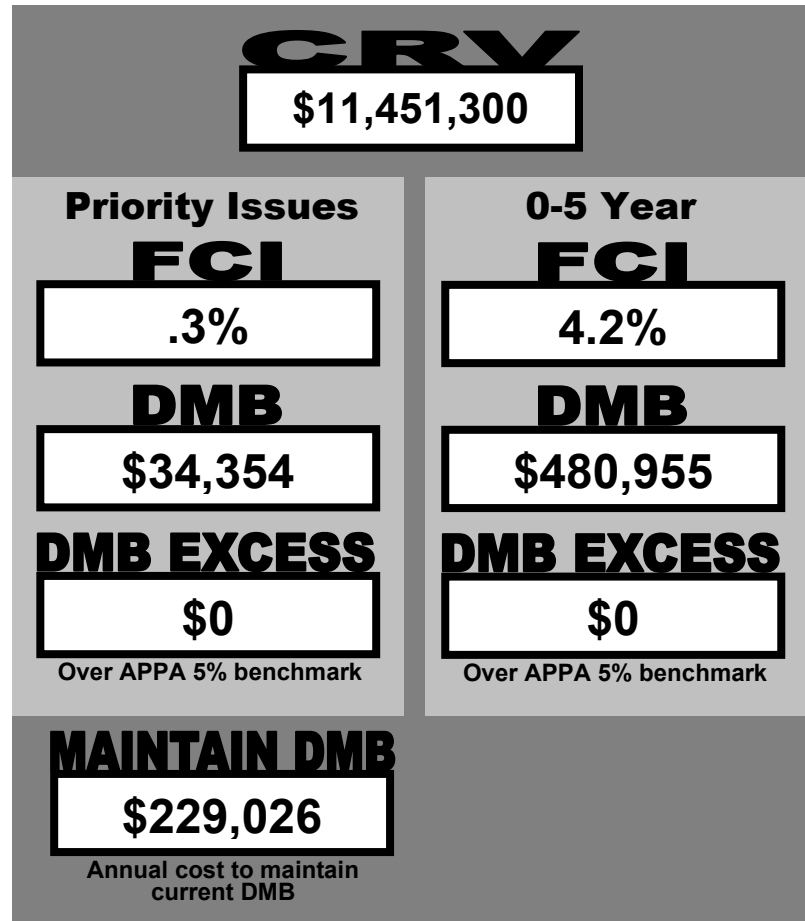 CRV
$11,451,300
Priority Issues
FCI
.3%
DMB
$34,354
DMB EXCESS
$0
Over APPA 5% benchmark
0-5 Year
FCI
4.2%
DMB
$480,955
DMB EXCESS
$0
Over APPA 5% benchmark
MAINTAIN DMB
$229,026
Annual cost to maintain
current DMB